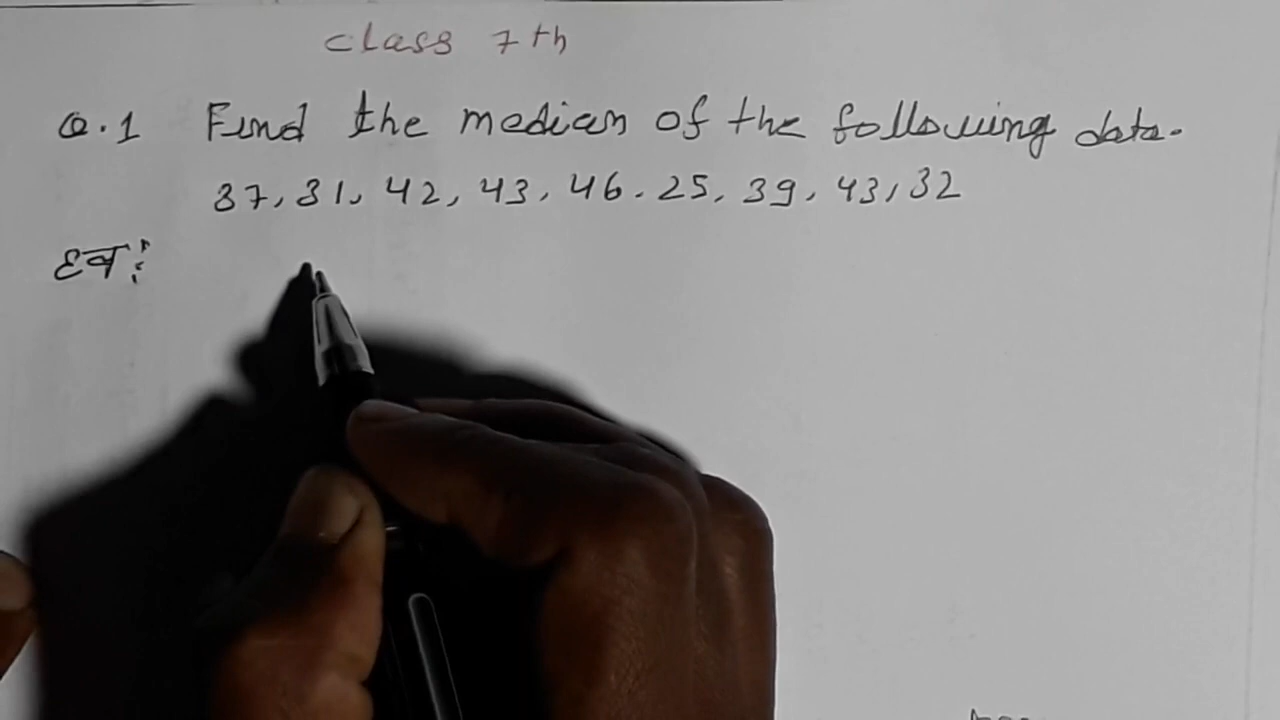 class 7th
Q.1 Find the median of the following data.
37, 31, 42, 43, 46. 25, 39, 43, 32
हल: